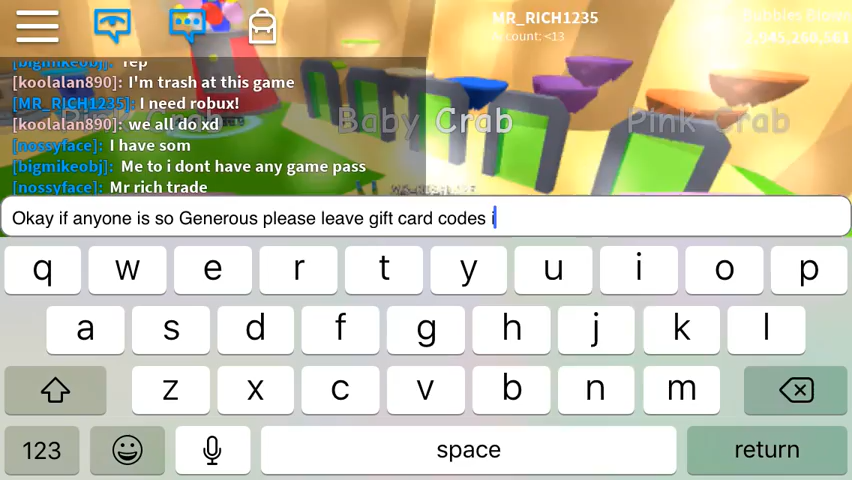 MR_RICH1235
Account: <13
[bigmikeobj]: Yep
[koolalan890]: I'm trash at this game
[MR_RICH1235]: I need robux!
[koolalan890]: we all do xd
[nossyface]: I have som
[bigmikeobj]: Me to i dont have any game pass
[nossyface]: Mr rich trade
Baby Crab
Pink Crab
Okay if anyone is so Generous please leave gift card codes i
q w e r t y u i o p
a s d f g h j k l
z x c v b n m
123 space return